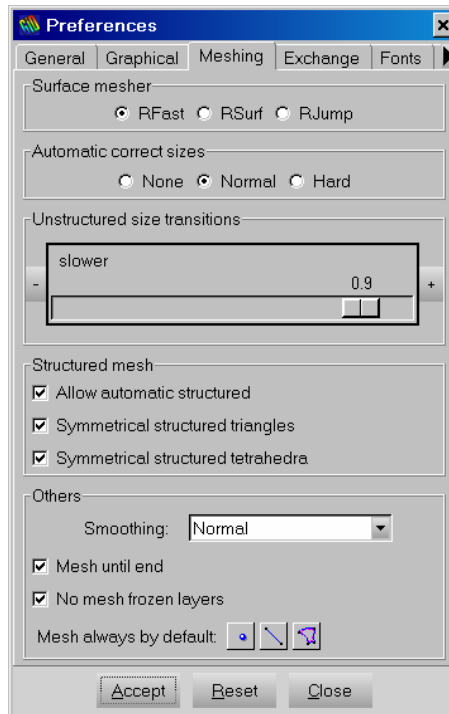 Preferences
General Graphical Meshing Exchange Fonts
Surface mesher
RFast RSurf RJump
Automatic correct sizes
None Normal Hard
Unstructured size transitions
slower
0.9
- +
Structured mesh
Allow automatic structured
Symmetrical structured triangles
Symmetrical structured tetrahedra
Others
Smoothing: Normal
Mesh until end
No mesh frozen layers
Mesh always by default:
Accept Reset Close